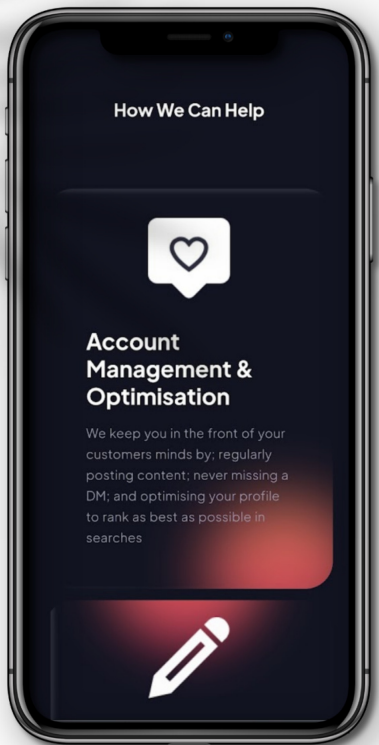 How We Can Help
Account
Management &
Optimisation
We keep you in the front of your
customers minds by; regularly
posting content; never missing a
DM; and optimising your profile
to rank as best as possible in
searches